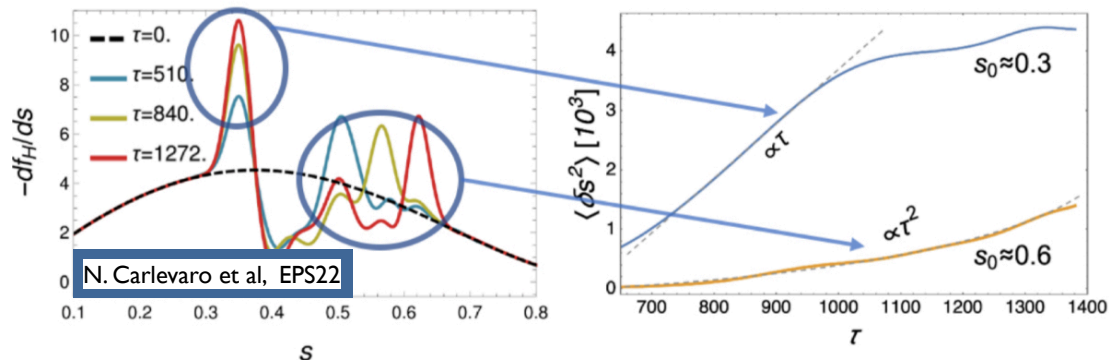 −df_H/ds
10
8
6
4
2
0
τ=0.
τ=510.
τ=840.
τ=1272.
N. Carlevaro et al, EPS22
0.1 0.2 0.3 0.4 0.5 0.6 0.7 0.8
s
⟨δs²⟩ [10³]
4
3
2
1
0
s₀≈0.3
∝τ
∝τ²
s₀≈0.6
700 800 900 1000 1100 1200 1300 1400
τ